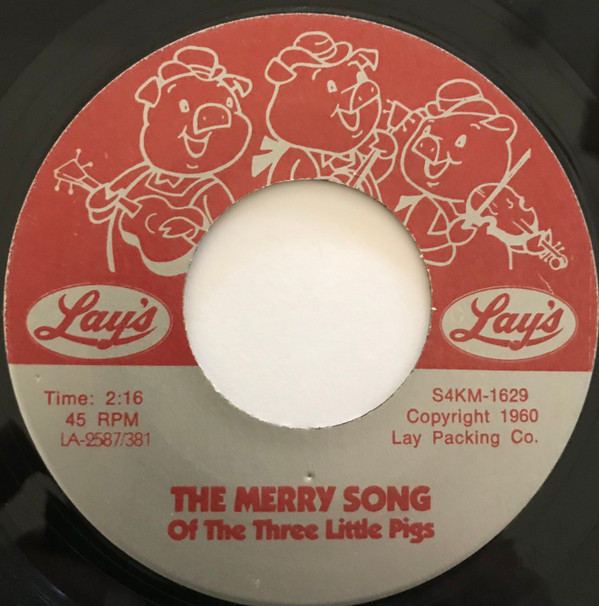 Lay's
Lay's
Time: 2:16
45 RPM
LA-2587/381
S4KM-1629
Copyright 1960
Lay Packing Co.
THE MERRY SONG
Of The Three Little Pigs